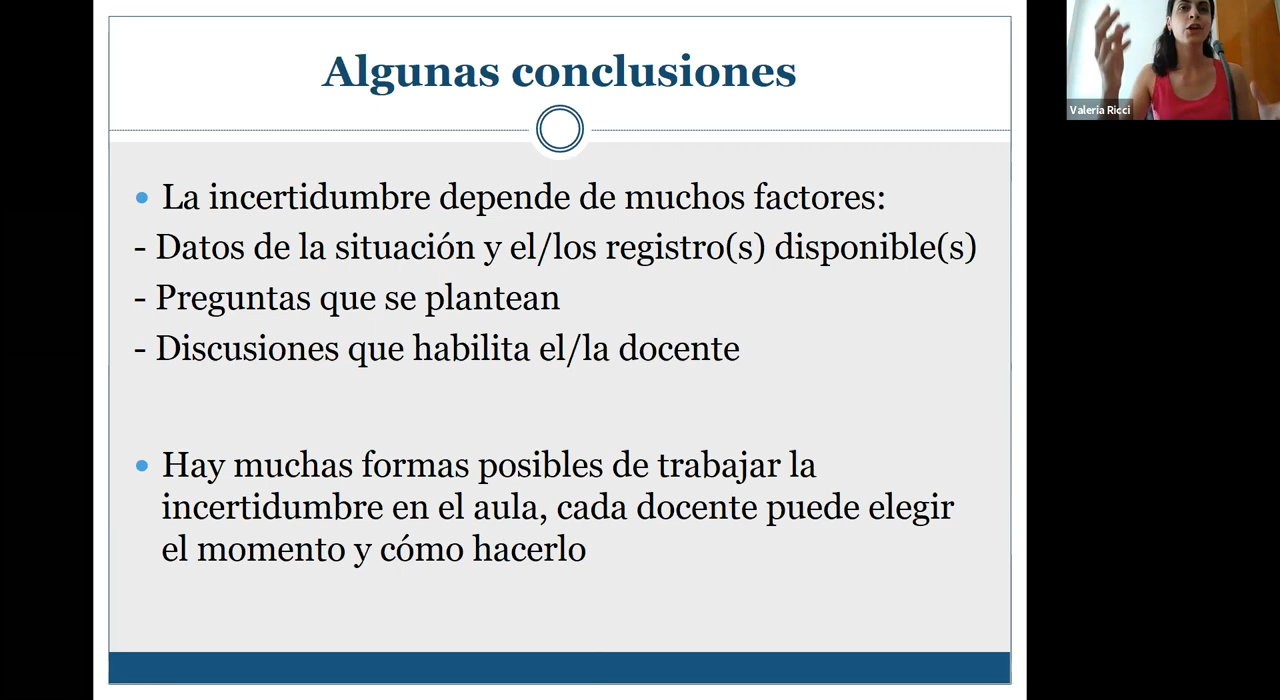 Algunas conclusiones
Valeria Ricci
• La incertidumbre depende de muchos factores:
- Datos de la situación y el/los registro(s) disponible(s)
- Preguntas que se plantean
- Discusiones que habilita el/la docente
• Hay muchas formas posibles de trabajar la
incertidumbre en el aula, cada docente puede elegir
el momento y cómo hacerlo